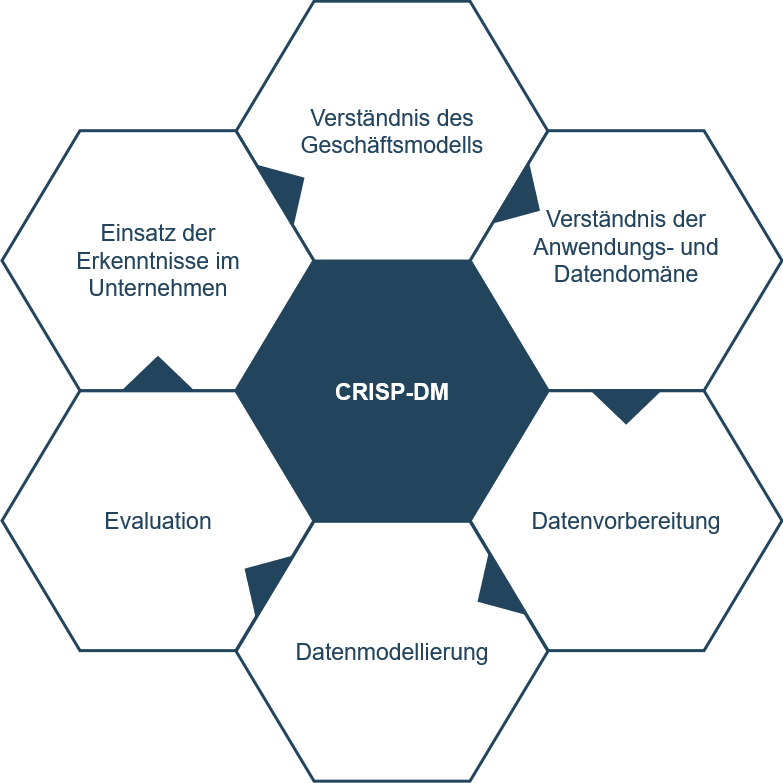 Verständnis des
Geschäftsmodells
Verständnis der
Anwendungs- und
Datendomäne
Einsatz der
Erkenntnisse im
Unternehmen
CRISP-DM
Evaluation
Datenvorbereitung
Datenmodellierung